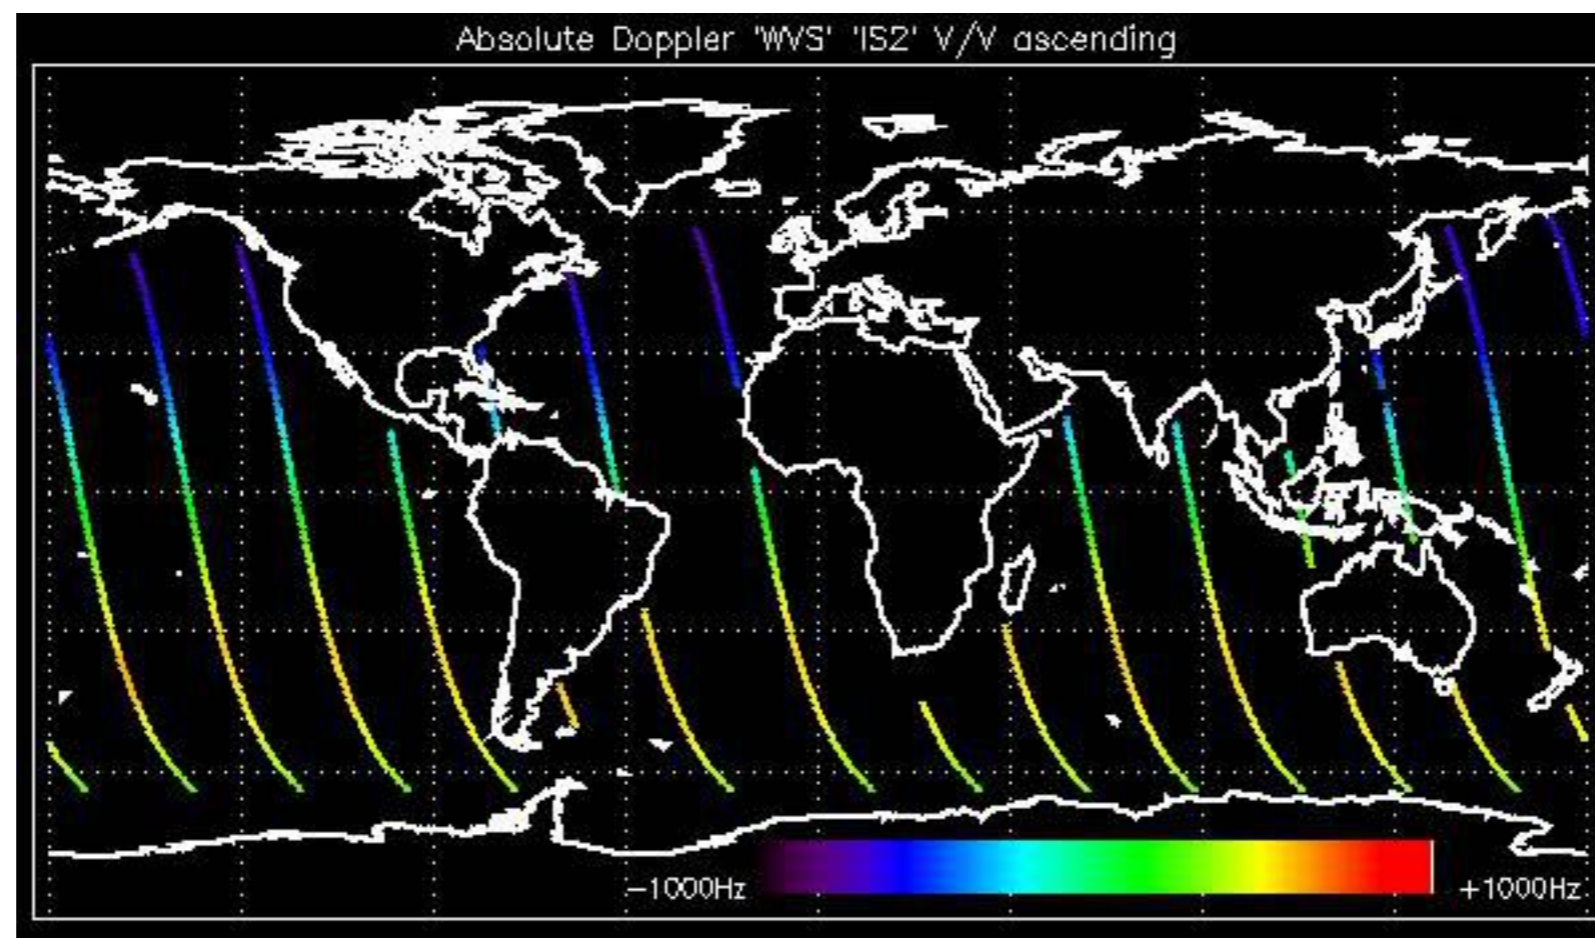 Absolute Doppler 'WVS' 'IS2' V/V ascending
−1000Hz +1000Hz